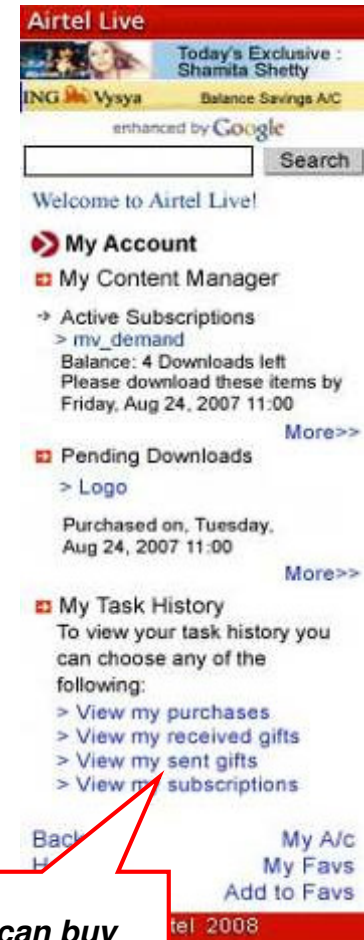 Airtel Live
Today's Exclusive :
Shamita Shetty
ING Vysya Balance Savings A/C
enhanced by Google
Search
Welcome to Airtel Live!
My Account
My Content Manager
Active Subscriptions
> mv_demand
Balance: 4 Downloads left
Please download these items by
Friday, Aug 24, 2007 11:00
More>>
Pending Downloads
> Logo
Purchased on, Tuesday,
Aug 24, 2007 11:00
More>>
My Task History
To view your task history you
can choose any of the
following:
> View my purchases
> View my received gifts
> View my sent gifts
> View my subscriptions
Back My A/c
My Favs
Add to Favs
tel 2008
can buy